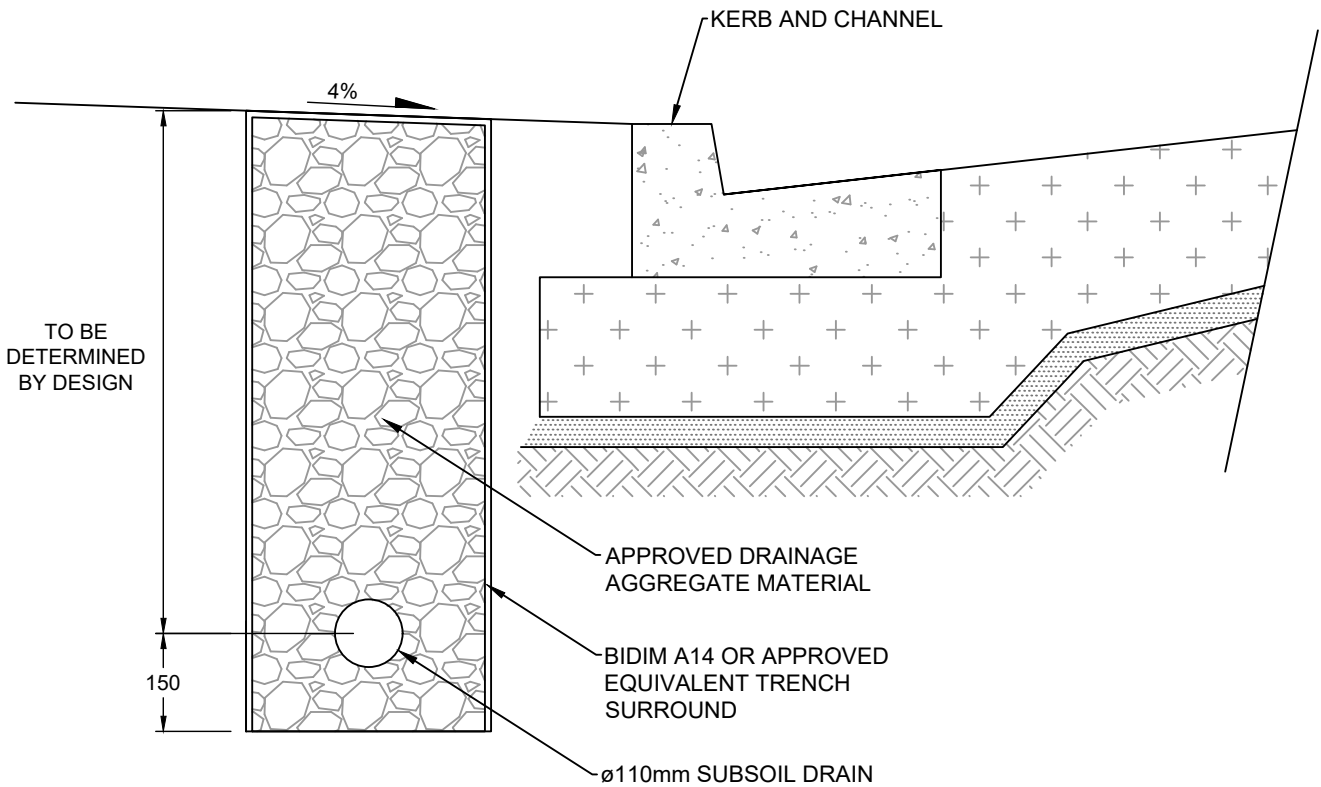 KERB AND CHANNEL
4%
TO BE
DETERMINED
BY DESIGN
APPROVED DRAINAGE
AGGREGATE MATERIAL
BIDIM A14 OR APPROVED
EQUIVALENT TRENCH
SURROUND
150
ø110mm SUBSOIL DRAIN